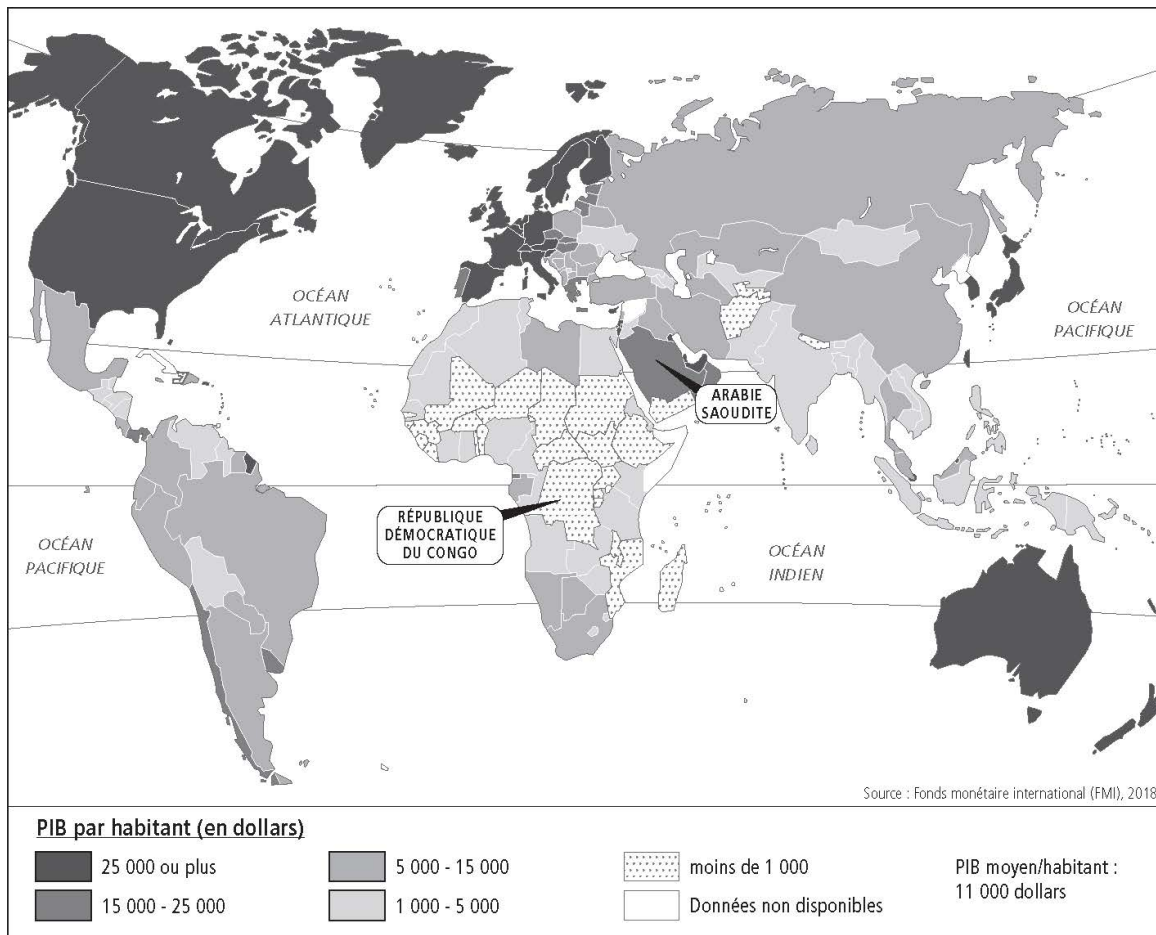 OCÉAN
ATLANTIQUE
OCÉAN
PACIFIQUE
ARABIE
SAOUDITE
RÉPUBLIQUE
DÉMOCRATIQUE
DU CONGO
OCÉAN
PACIFIQUE
OCÉAN
INDIEN
Source : Fonds monétaire international (FMI), 2018
PIB par habitant (en dollars)
25 000 ou plus
15 000 - 25 000
5 000 - 15 000
1 000 - 5 000
moins de 1 000
Données non disponibles
PIB moyen/habitant :
11 000 dollars